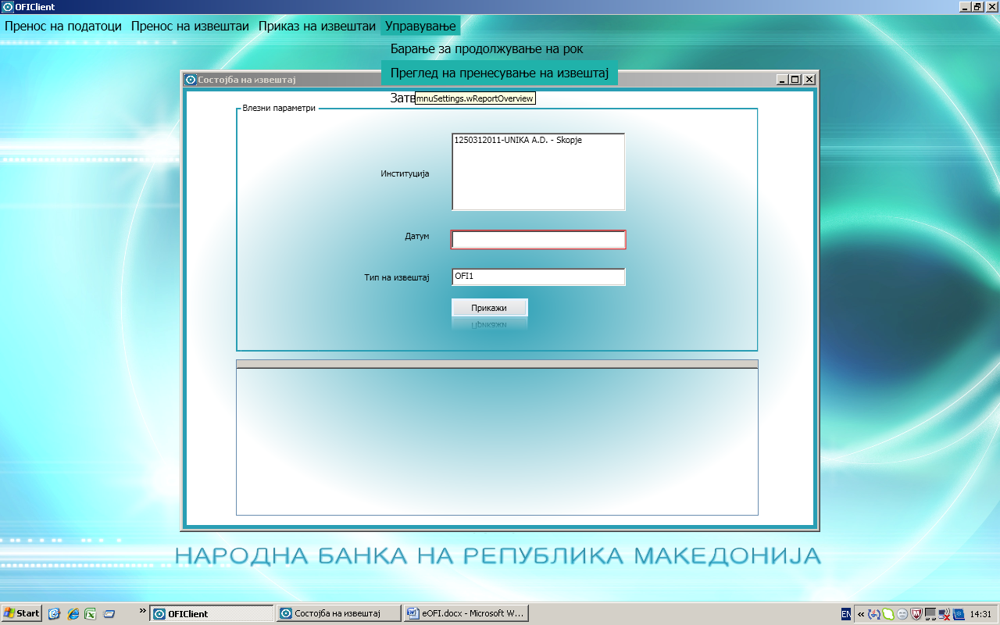 OFIClient
Пренос на податоци Пренос на извештаи Приказ на извештаи Управување
Барање за продолжување на рок
Преглед на пренесување на извештај
Состојба на извештај
Затв
mnuSettings.wReportOverview
Влезни параметри
1250312011-UNIKA A.D. - Skopje
Институција
Датум
Тип на извештај
OFI1
Прикажи
НАРОДНА БАНКА НА РЕПУБЛИКА МАКЕДОНИЈА
Start » OFIClient Состојба на извештај eOFI.docx - Microsoft W... EN « 14:31